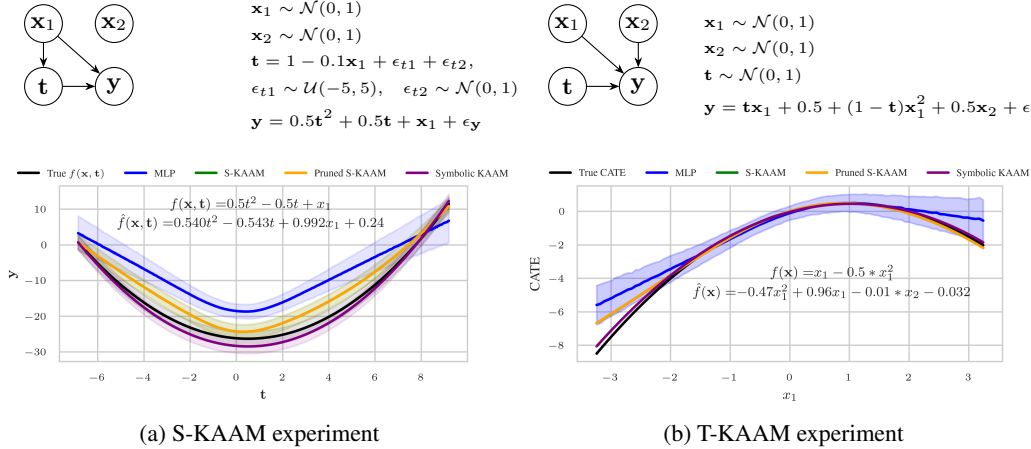 x₁ x₂
t y
x₁ ∼ N(0, 1)
x₂ ∼ N(0, 1)
t = 1 − 0.1x₁ + ϵt1 + ϵt2,
ϵt1 ∼ U(−5, 5), ϵt2 ∼ N(0, 1)
y = 0.5t² + 0.5t + x₁ + ϵy
True f(x, t) MLP S-KAAM Pruned S-KAAM Symbolic KAAM
f(x, t) =0.5t² − 0.5t + x₁
f̂(x, t) =0.540t² − 0.543t + 0.992x₁ + 0.24
y
10
0
−10
−20
−30
−6 −4 −2 0 2 4 6 8
t
(a) S-KAAM experiment
x₁ x₂
t y
x₁ ∼ N(0, 1)
x₂ ∼ N(0, 1)
t ∼ N(0, 1)
y = tx₁ + 0.5 + (1 − t)x₁² + 0.5x₂ + ϵ
True CATE MLP S-KAAM Pruned S-KAAM Symbolic KAAM
f(x) =x₁ − 0.5 * x₁²
f̂(x) =−0.47x₁² + 0.96x₁ − 0.01 * x₂ − 0.032
CATE
0
−2
−4
−6
−8
−3 −2 −1 0 1 2 3
x₁
(b) T-KAAM experiment